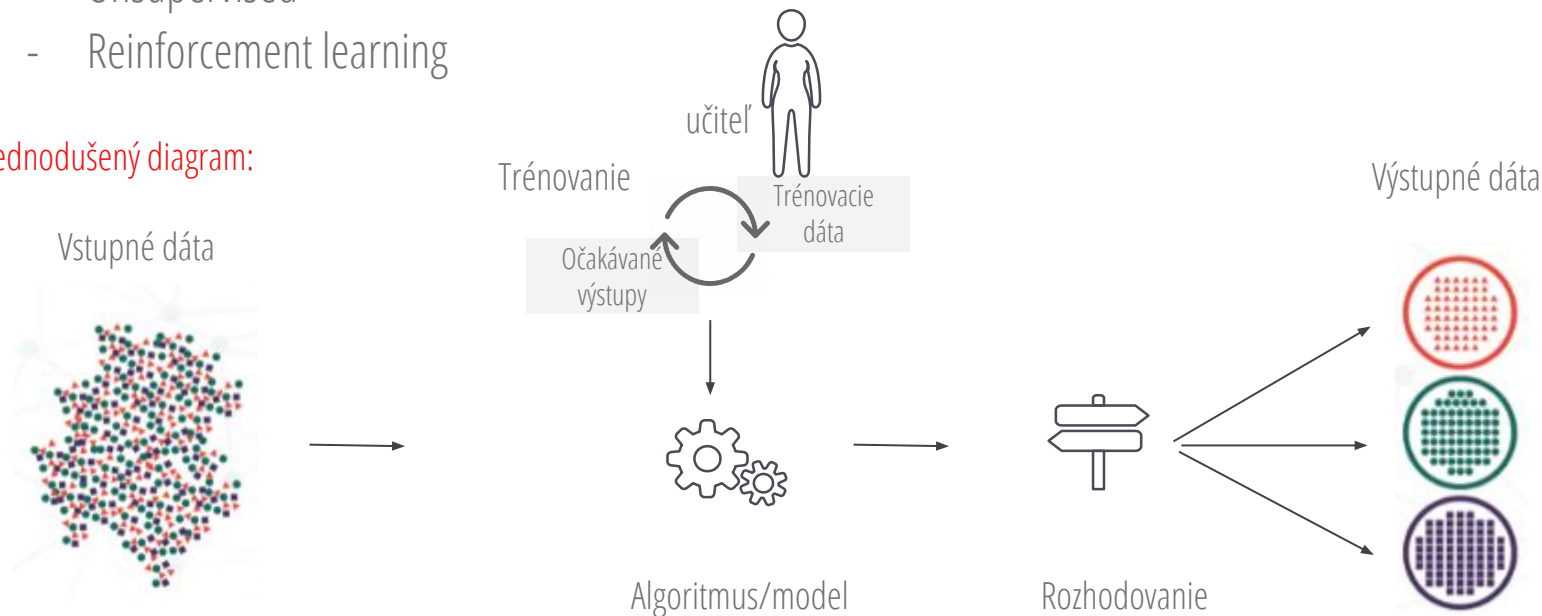 - Reinforcement learning
učiteľ
ednodušený diagram:
Trénovanie
Výstupné dáta
Trénovacie
dáta
Vstupné dáta
Očakávané
výstupy
Algoritmus/model
Rozhodovanie